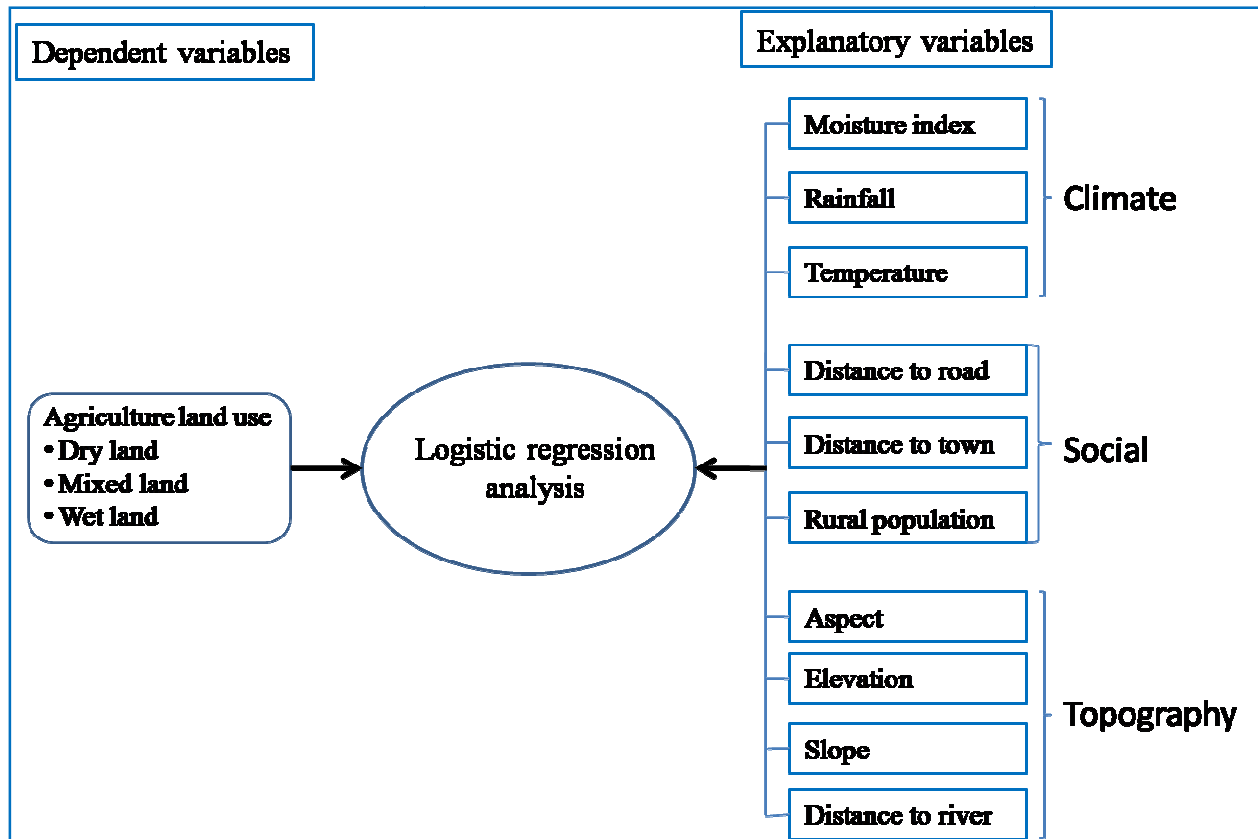 Dependent variables
Explanatory variables
Moisture index
Rainfall
Temperature
Climate
Distance to road
Distance to town
Rural population
Social
Agriculture land use
• Dry land
• Mixed land
• Wet land
Logistic regression
analysis
Aspect
Elevation
Slope
Distance to river
Topography